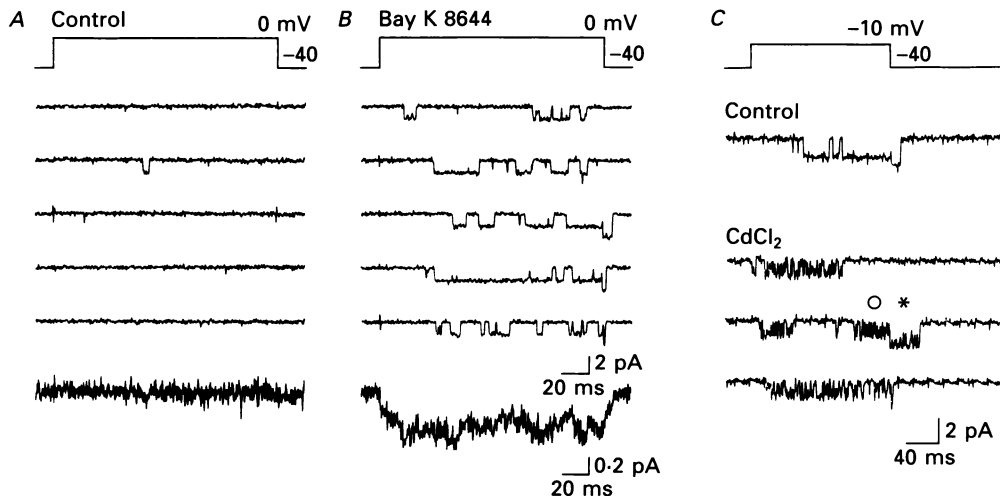 A Control 0 mV
−40
B Bay K 8644 0 mV
−40
2 pA
20 ms
0·2 pA
20 ms
C −10 mV
−40
Control
CdCl₂
○ *
2 pA
40 ms